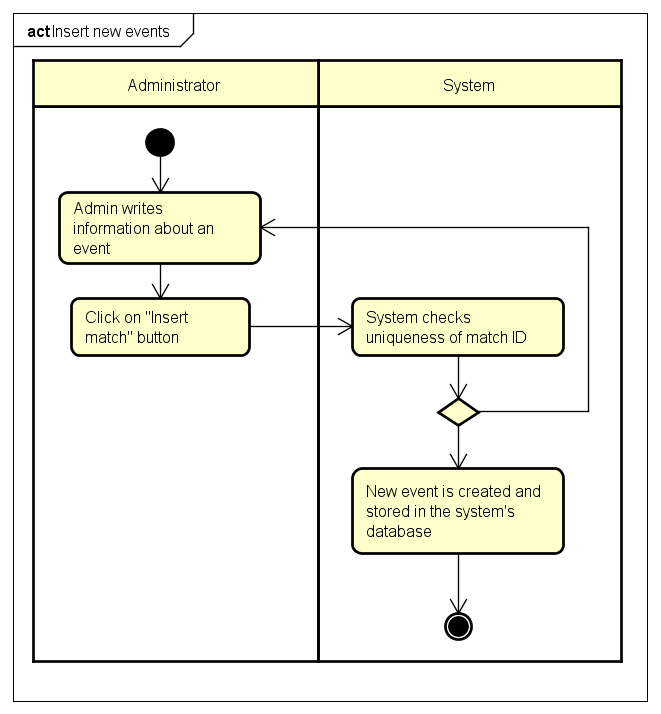 act Insert new events
Administrator
System
Admin writes
information about an
event
Click on "Insert
match" button
System checks
uniqueness of match ID
New event is created and
stored in the system's
database